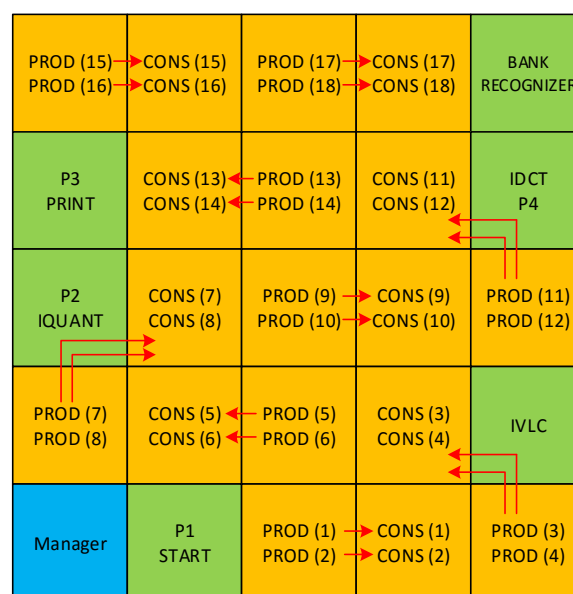 PROD (15) CONS (15) PROD (17) CONS (17) BANK
PROD (16) CONS (16) PROD (18) CONS (18) RECOGNIZER
P3 CONS (13) PROD (13) CONS (11) IDCT
PRINT CONS (14) PROD (14) CONS (12) P4
P2 CONS (7) PROD (9) CONS (9) PROD (11)
IQUANT CONS (8) PROD (10) CONS (10) PROD (12)
PROD (7) CONS (5) PROD (5) CONS (3) IVLC
PROD (8) CONS (6) PROD (6) CONS (4)
Manager P1 PROD (1) CONS (1) PROD (3)
START PROD (2) CONS (2) PROD (4)